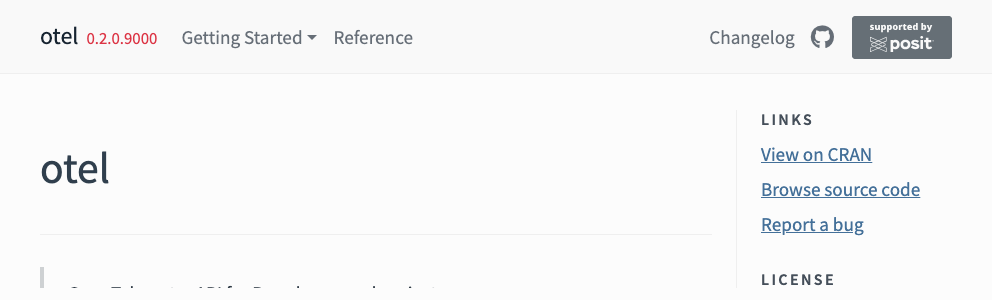 otel 0.2.0.9000 Getting Started Reference Changelog supported by posit
otel
LINKS
View on CRAN
Browse source code
Report a bug
LICENSE